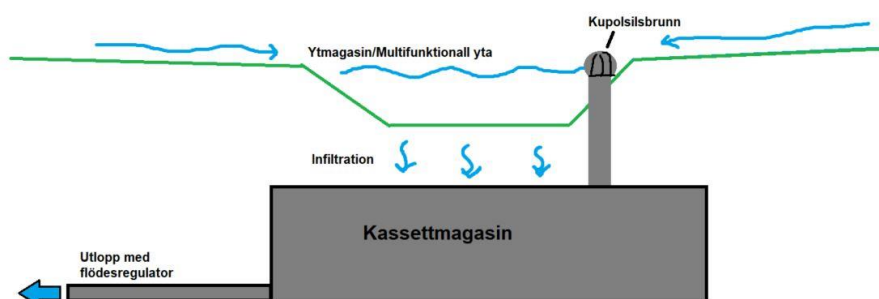 Kupolsilsbrunn
Ytmagasin/Multifunktionall yta
Infiltration
Kassettmagasin
Utlopp med
flödesregulator